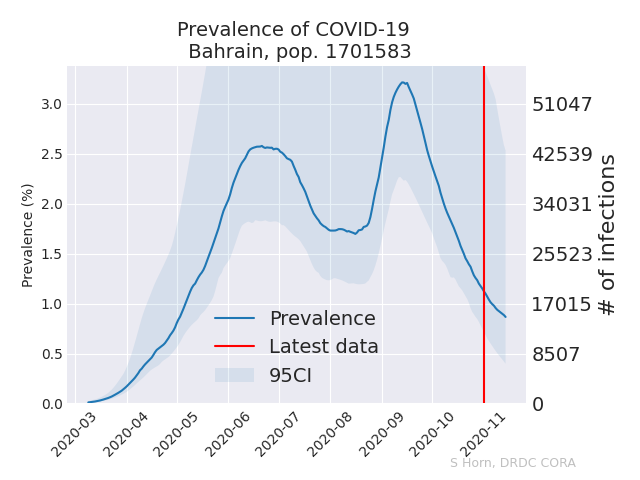 Prevalence of COVID-19
Bahrain, pop. 1701583
Prevalence (%)
3.0
2.5
2.0
1.5
1.0
0.5
0.0
51047
42539
34031
25523
17015
8507
0
# of infections
Prevalence
Latest data
95CI
2020-03
2020-04
2020-05
2020-06
2020-07
2020-08
2020-09
2020-10
2020-11
S Horn, DRDC CORA